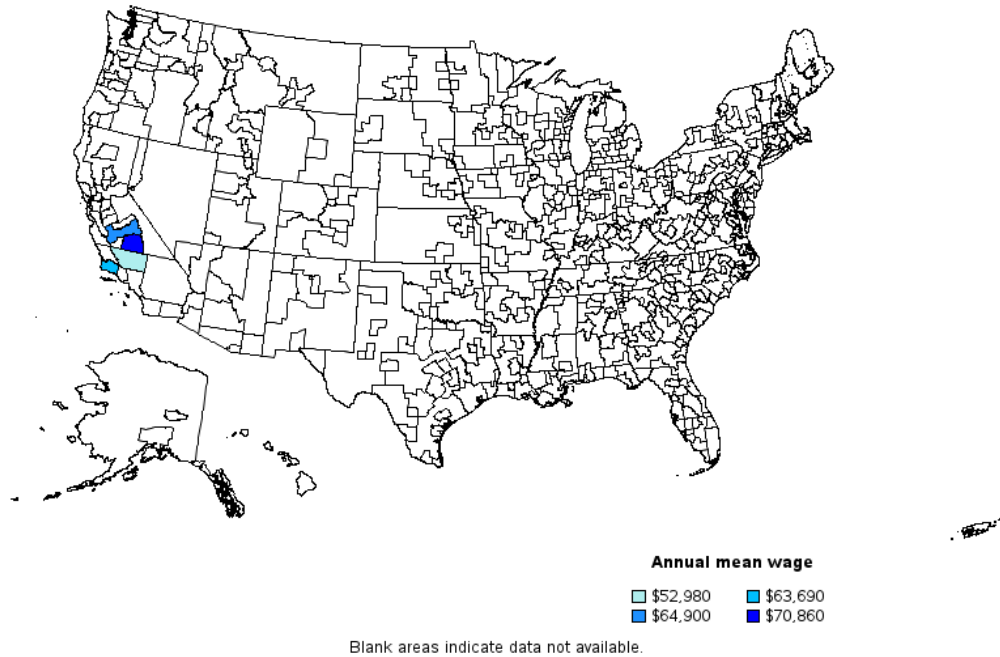 Annual mean wage
$52,980 $63,690
$64,900 $70,860
Blank areas indicate data not available.